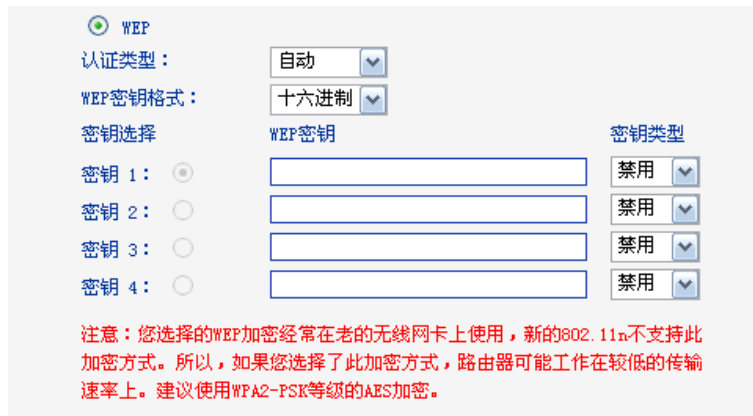 WEP
认证类型： 自动
WEP密钥格式： 十六进制
密钥选择 WEP密钥 密钥类型
密钥 1： 禁用
密钥 2： 禁用
密钥 3： 禁用
密钥 4： 禁用
注意：您选择的WEP加密经常在老的无线网卡上使用，新的802.11n不支持此
加密方式。所以，如果您选择了此加密方式，路由器可能工作在较低的传输
速率上。建议使用WPA2-PSK等级的AES加密。